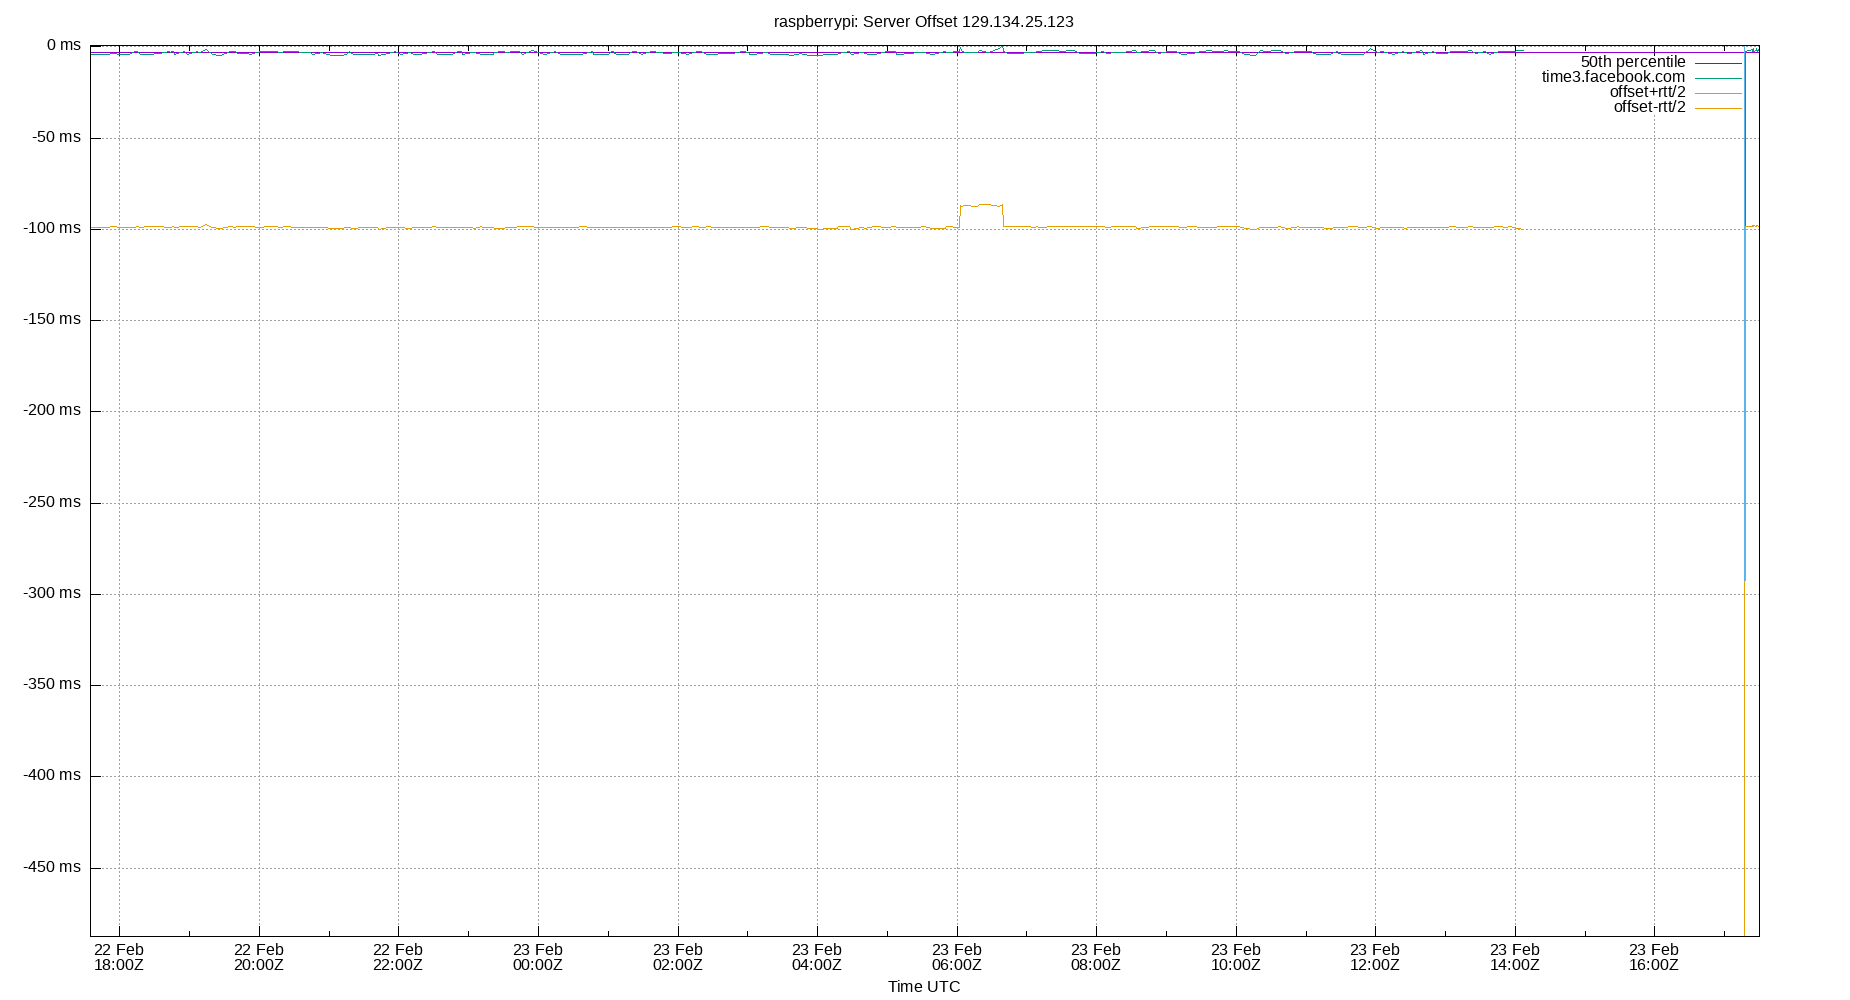 raspberrypi: Server Offset 129.134.25.123
0 ms
-50 ms
-100 ms
-150 ms
-200 ms
-250 ms
-300 ms
-350 ms
-400 ms
-450 ms
50th percentile
time3.facebook.com
offset+rtt/2
offset-rtt/2
22 Feb 22 Feb 22 Feb 23 Feb 23 Feb 23 Feb 23 Feb 23 Feb 23 Feb 23 Feb 23 Feb 23 Feb
18:00Z 20:00Z 22:00Z 00:00Z 02:00Z 04:00Z 06:00Z 08:00Z 10:00Z 12:00Z 14:00Z 16:00Z
Time UTC